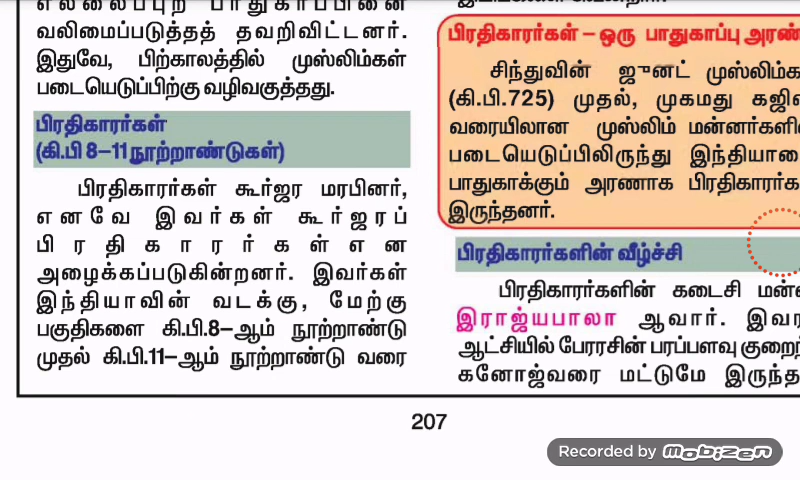 எல்லைப்புற பாதுகாப்பினை
வலிமைப்படுத்தத் தவறிவிட்டனர்.
இதுவே, பிற்காலத்தில் முஸ்லிம்கள்
படையெடுப்பிற்கு வழிவகுத்தது.
பிரதிகாரர்கள்
(கி.பி 8–11 நூற்றாண்டுகள்)
பிரதிகாரர்கள் கூர்ஜர மரபினர்,
எனவே இவர்கள் கூர்ஜரப்
பிரதிகாரர்கள் என
அழைக்கப்படுகின்றனர். இவர்கள்
இந்தியாவின் வடக்கு, மேற்கு
பகுதிகளை கி.பி.8–ஆம் நூற்றாண்டு
முதல் கி.பி.11–ஆம் நூற்றாண்டு வரை
பிரதிகாரர்கள் – ஒரு பாதுகாப்பு அரண்
சிந்துவின் ஜுனட் முஸ்லிம்க
(கி.பி.725) முதல், முகமது கஜினி
வரையிலான முஸ்லிம் மன்னர்களி
படையெடுப்பிலிருந்து இந்தியாவை
பாதுகாக்கும் அரணாக பிரதிகாரர்க
இருந்தனர்.
பிரதிகாரர்களின் வீழ்ச்சி
பிரதிகாரர்களின் கடைசி மன்
இராஜ்யபாலா ஆவார். இவர
ஆட்சியில் பேரரசின் பரப்பளவு குறைந்
கனோஜ்வரை மட்டுமே இருந்த
207
Recorded by mobizen